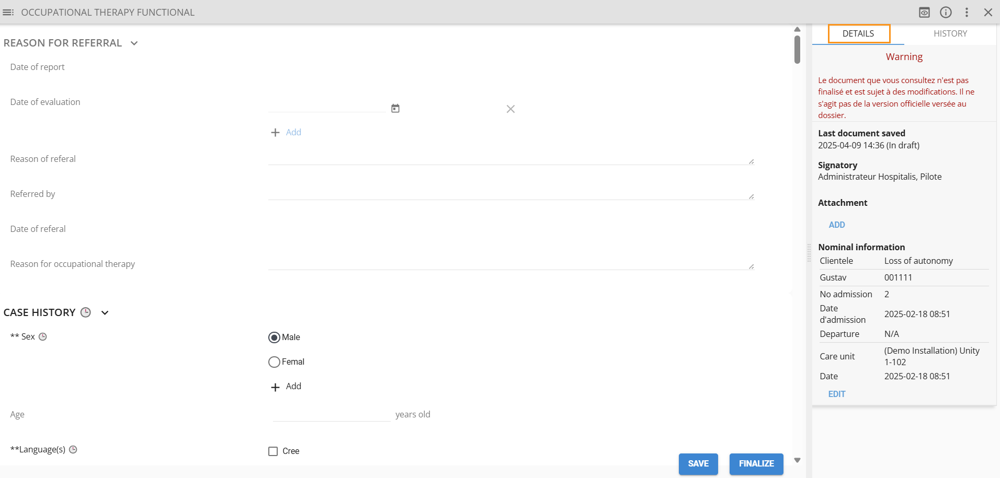 OCCUPATIONAL THERAPY FUNCTIONAL
REASON FOR REFERRAL
Date of report
Date of evaluation
Add
Reason of referal
Referred by
Date of referal
Reason for occupational therapy
CASE HISTORY
** Sex
Male
Femal
Add
Age
years old
**Language(s)
Cree
SAVE
FINALIZE
DETAILS
HISTORY
Warning
Le document que vous consultez n'est pas
finalisé et est sujet à des modifications. Il ne
s'agit pas de la version officielle versée au
dossier.
Last document saved
2025-04-09 14:36 (In draft)
Signatory
Administrateur Hospitalis, Pilote
Attachment
ADD
Nominal information
Clientele Loss of autonomy
Gustav 001111
No admission 2
Date
d'admission 2025-02-18 08:51
Departure N/A
Care unit (Demo Installation) Unity
1-102
Date 2025-02-18 08:51
EDIT